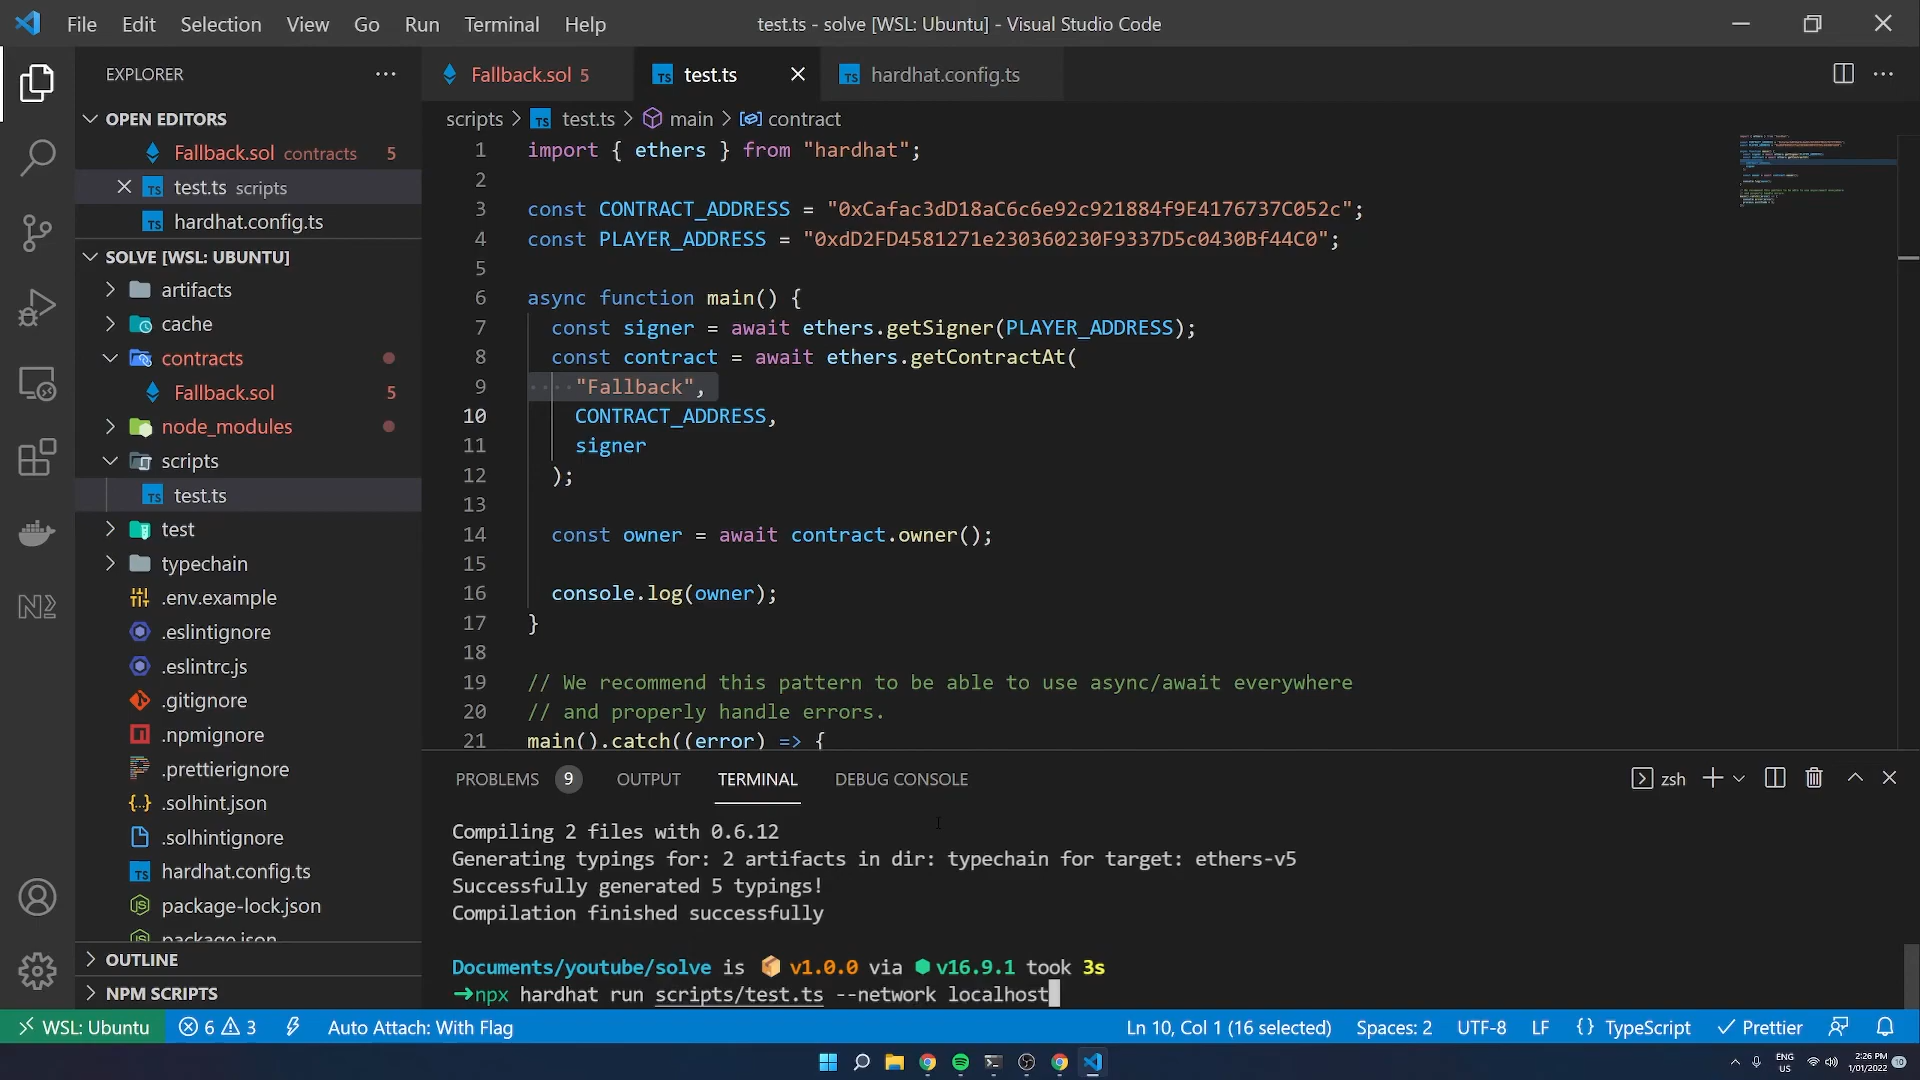 File Edit Selection View Go Run Terminal Help
test.ts - solve [WSL: Ubuntu] - Visual Studio Code
EXPLORER
OPEN EDITORS
Fallback.sol contracts 5
test.ts scripts
hardhat.config.ts
SOLVE [WSL: UBUNTU]
artifacts
cache
contracts
Fallback.sol 5
node_modules
scripts
test.ts
test
typechain
.env.example
.eslintignore
.eslintrc.js
.gitignore
.npmignore
.prettierignore
.solhint.json
.solhintignore
hardhat.config.ts
package-lock.json
package.json
OUTLINE
NPM SCRIPTS
Fallback.sol 5
test.ts
hardhat.config.ts
scripts > test.ts > main > contract
1 import { ethers } from "hardhat";
2
3 const CONTRACT_ADDRESS = "0xCafac3dD18aC6c6e92c921884f9E4176737C052c";
4 const PLAYER_ADDRESS = "0xdD2FD4581271e230360230F9337D5c0430Bf44C0";
5
6 async function main() {
7 const signer = await ethers.getSigner(PLAYER_ADDRESS);
8 const contract = await ethers.getContractAt(
9 "Fallback",
10 CONTRACT_ADDRESS,
11 signer
12 );
13
14 const owner = await contract.owner();
15
16 console.log(owner);
17 }
18
19 // We recommend this pattern to be able to use async/await everywhere
20 // and properly handle errors.
21 main().catch((error) => {
PROBLEMS 9 OUTPUT TERMINAL DEBUG CONSOLE
zsh
Compiling 2 files with 0.6.12
Generating typings for: 2 artifacts in dir: typechain for target: ethers-v5
Successfully generated 5 typings!
Compilation finished successfully
Documents/youtube/solve is v1.0.0 via v16.9.1 took 3s
➜npx hardhat run scripts/test.ts --network localhost
WSL: Ubuntu 6 3 Auto Attach: With Flag
Ln 10, Col 1 (16 selected) Spaces: 2 UTF-8 LF {} TypeScript Prettier
ENG
US
2:26 PM
1/01/2022